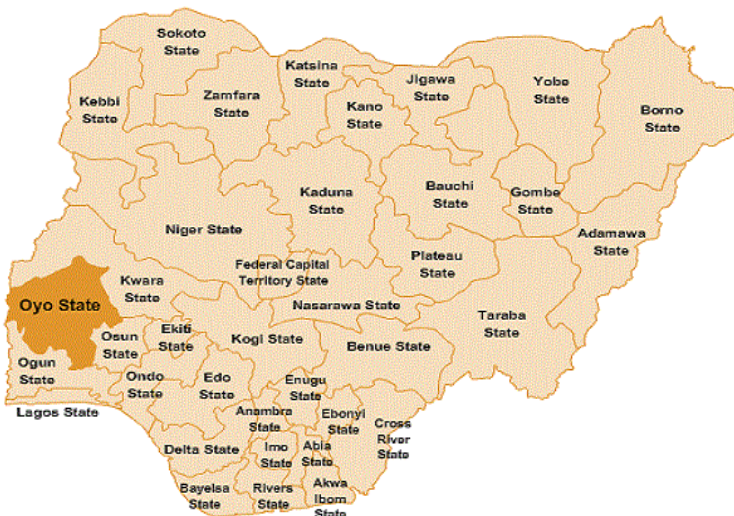 Sokoto
State
Katsina
State
Jigawa
State
Yobe
State
Kebbi
State
Zamfara
State
Kano
State
Borno
State
Kaduna
State
Bauchi
State
Gombe
State
Niger State
Adamawa
State
Plateau
State
Federal Capital
Territory State
Kwara
State
Oyo State
Nasarawa State
Taraba
State
Osun
State
Ekiti
State
Kogi State
Benue State
Ogun
State
Ondo
State
Edo
State
Enugu
State
Lagos State
Anambra
State
Ebonyi
State
Cross
River
State
Delta State
Imo
State
Abia
State
Bayelsa
State
Rivers
State
Akwa
Ibom
State